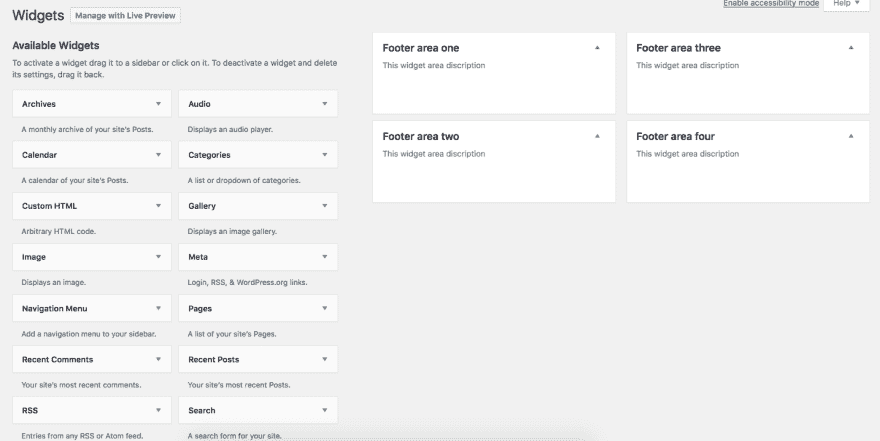 Widgets Manage with Live Preview
Enable accessibility mode Help
Available Widgets
To activate a widget drag it to a sidebar or click on it. To deactivate a widget and delete
its settings, drag it back.
Archives
A monthly archive of your site's Posts.
Audio
Displays an audio player.
Calendar
A calendar of your site's Posts.
Categories
A list or dropdown of categories.
Custom HTML
Arbitrary HTML code.
Gallery
Displays an image gallery.
Image
Displays an image.
Meta
Login, RSS, & WordPress.org links.
Navigation Menu
Add a navigation menu to your sidebar.
Pages
A list of your site's Pages.
Recent Comments
Your site's most recent comments.
Recent Posts
Your site's most recent Posts.
RSS
Entries from any RSS or Atom feed.
Search
A search form for your site.
Footer area one
This widget area discription
Footer area two
This widget area discription
Footer area three
This widget area discription
Footer area four
This widget area discription